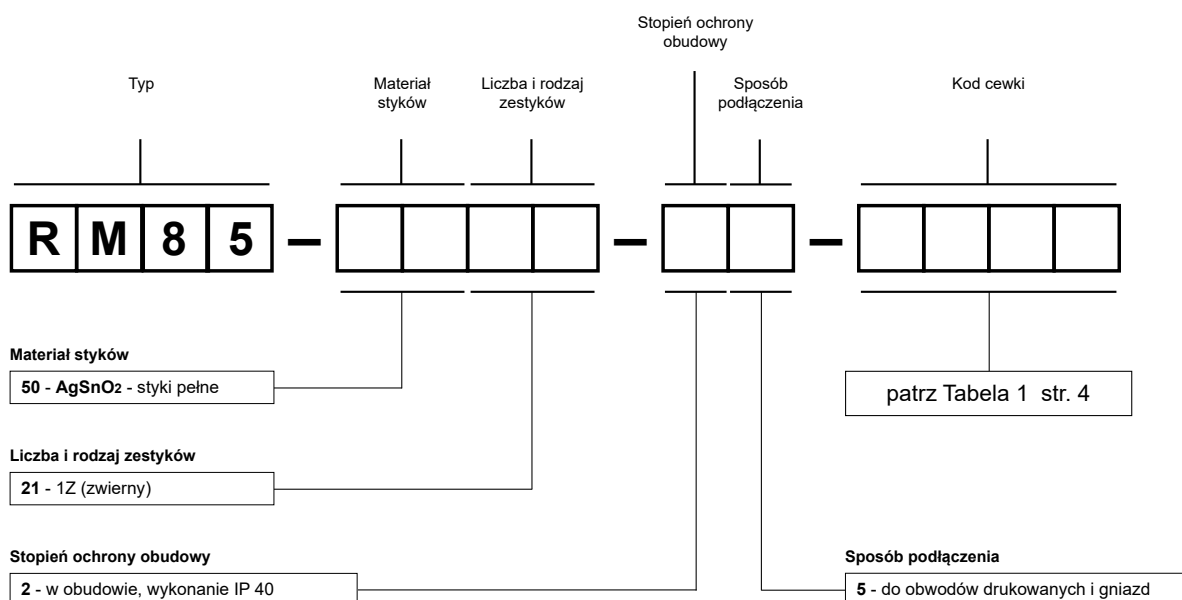 Stopień ochrony
obudowy
Typ
Materiał
styków
Liczba i rodzaj
zestyków
Sposób
podłączenia
Kod cewki
R M 8 5 – – –
Materiał styków
50 - AgSnO2 - styki pełne
patrz Tabela 1 str. 4
Liczba i rodzaj zestyków
21 - 1Z (zwierny)
Stopień ochrony obudowy
2 - w obudowie, wykonanie IP 40
Sposób podłączenia
5 - do obwodów drukowanych i gniazd